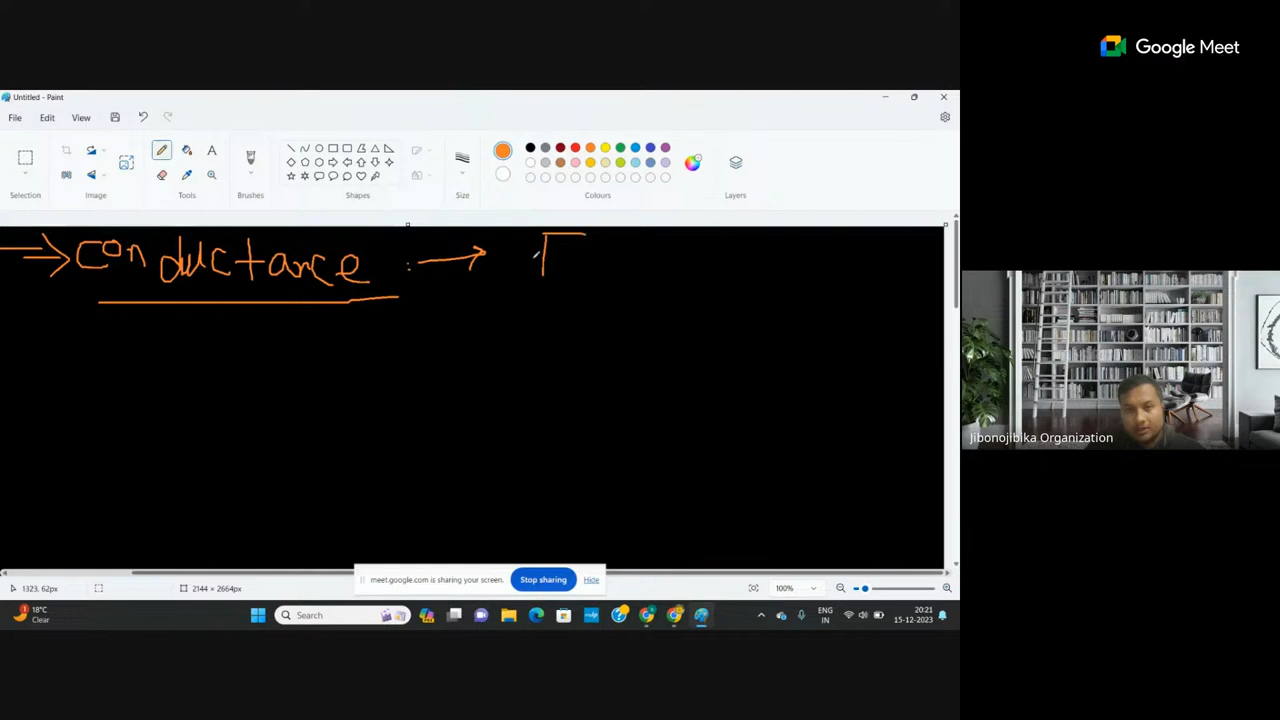 Google Meet
Untitled - Paint
File Edit View
Selection Image Tools Brushes Shapes Size Colours Layers
⇒ Conductance : →
Jibonojibika Organization
meet.google.com is sharing your screen. Stop sharing Hide
1323, 62px 2144 × 2664px 100%
18°C
Clear
Search
ENG
IN
20:21
15-12-2023